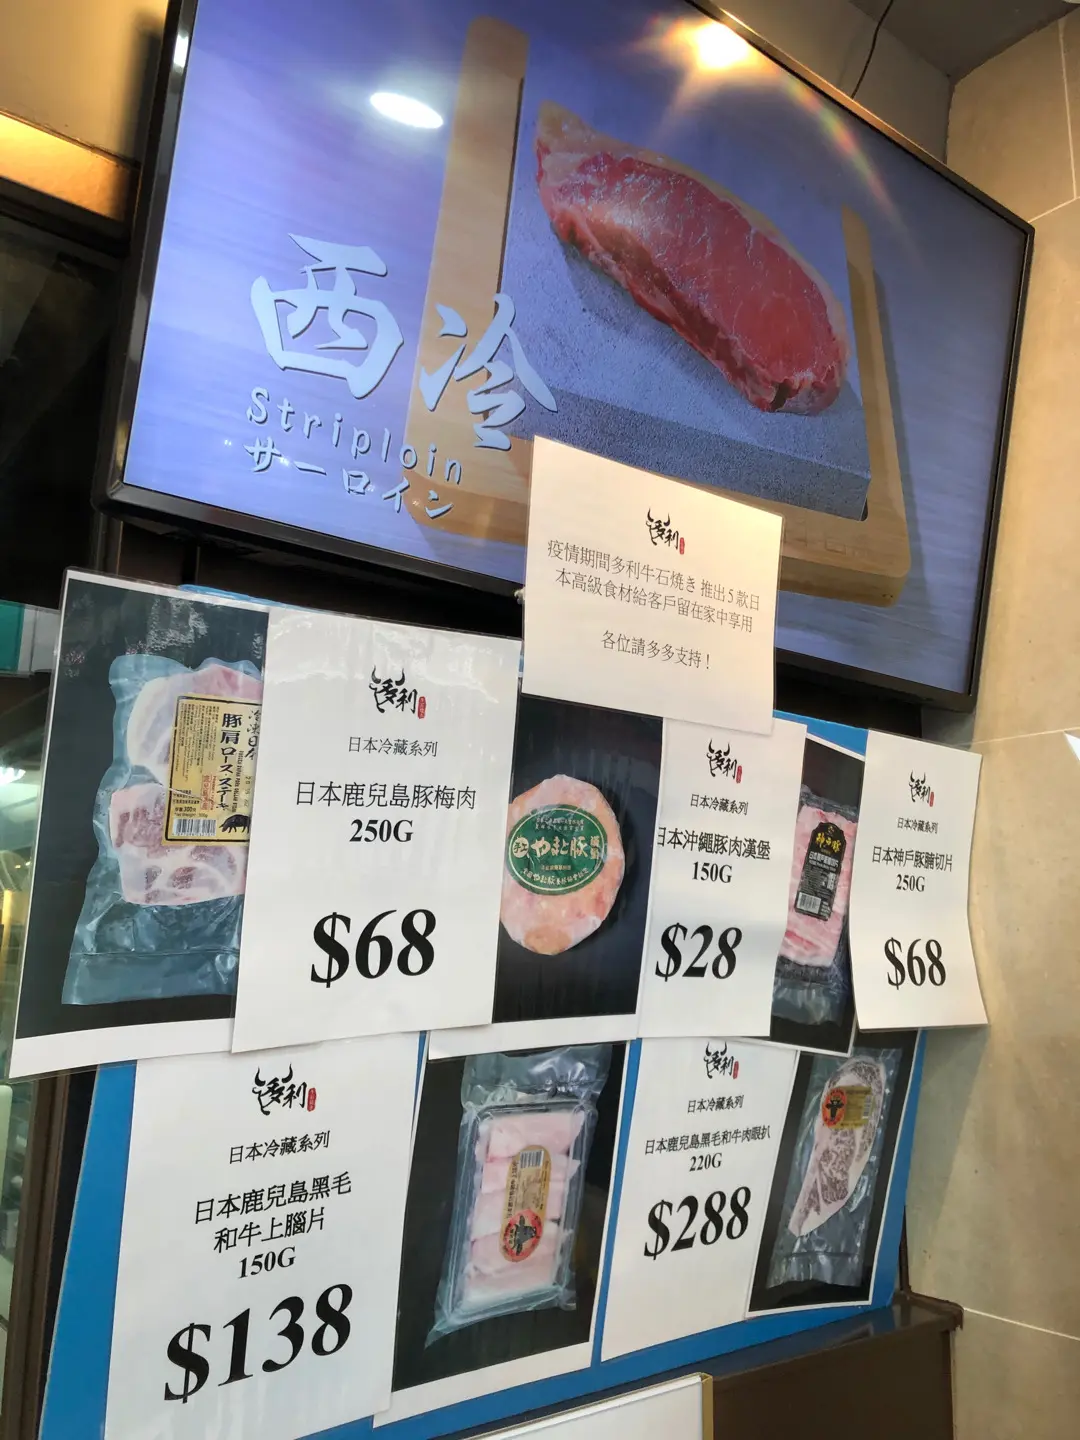 西冷
Striploin
サーロイン
多利
疫情期間多利牛石燒き 推出5款日
本高級食材給客戶留在家中享用
各位請多多支持！
豚肩ロース・ステーキ
多利
日本冷藏系列
日本鹿兒島豚梅肉
250G
$68
やまと豚
多利
日本冷藏系列
日本沖繩豚肉漢堡
150G
$28
神戸豚
多利
日本冷藏系列
日本神戶豚腩切片
250G
$68
多利
日本冷藏系列
日本鹿兒島黑毛
和牛上腦片
150G
$138
多利
日本冷藏系列
日本鹿兒島黑毛和牛肉眼扒
220G
$288